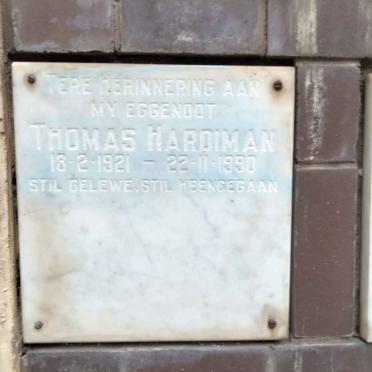 TERE HERINNERING AAN
MY EGGENOOT
THOMAS HARDIMAN
18-2-1921 – 22-11-1990
STIL GELEWE, STIL HEENGEGAAN